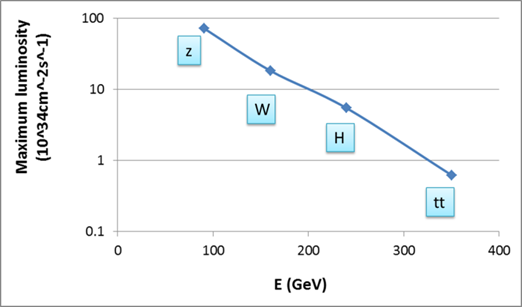 Maximum luminosity
(10^34cm^-2s^-1)
100
10
1
0.1
z
W
H
tt
0
100
200
300
400
E (GeV)